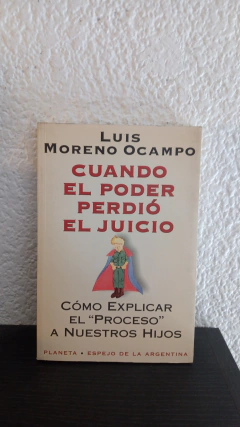 LUIS
MORENO OCAMPO
CUANDO
EL PODER
PERDIÓ
EL JUICIO
CÓMO EXPLICAR
EL "PROCESO"
A NUESTROS HIJOS
PLANETA • ESPEJO DE LA ARGENTINA